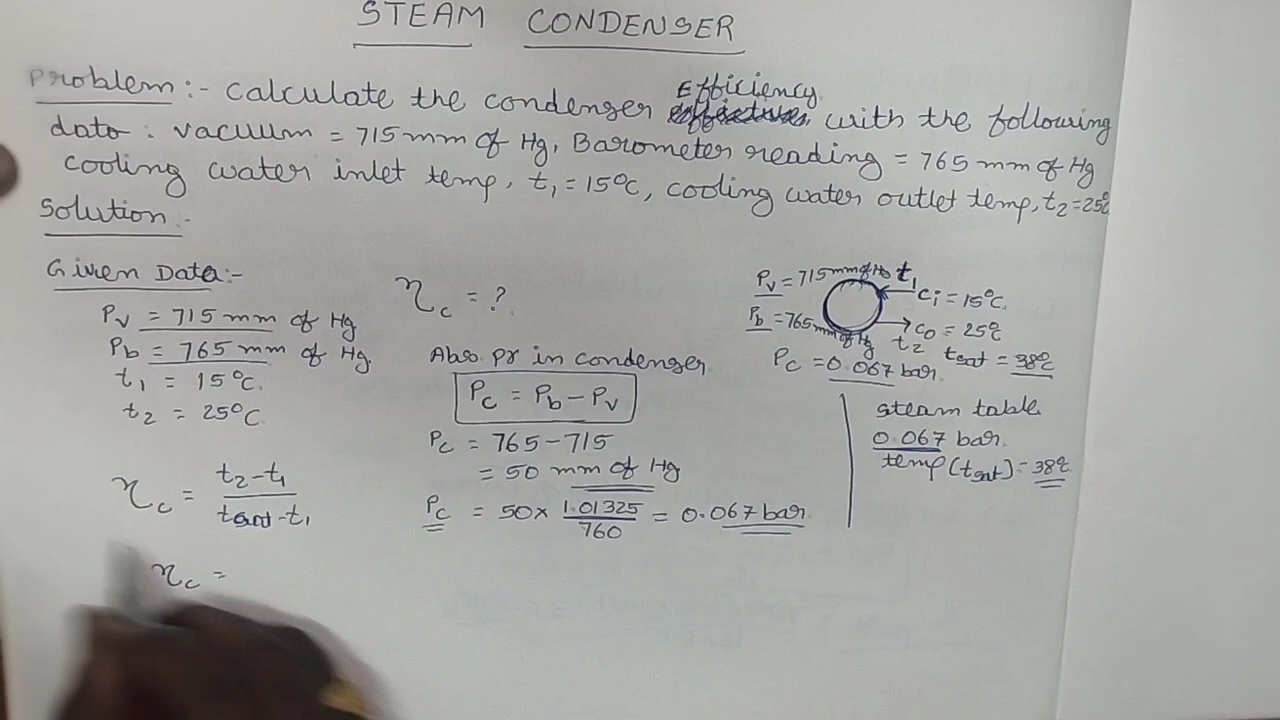 STEAM CONDENSER
Problem:- Calculate the condenser Efficiency with the following
data: vacuum = 715 mm of Hg, Barometer reading = 765 mm of Hg
cooling water inlet temp, t₁ = 15°C, cooling water outlet temp, t₂ = 25°C
Solution:-
Given Data:-
Pv = 715 mm of Hg
Pb = 765 mm of Hg
t₁ = 15°C.
t₂ = 25°C.
ηc = (t₂-t₁)/(tsat-t₁)
ηc =
ηc = ?
Abs. pr in condenser
Pc = Pb - Pv
Pc = 765 - 715
= 50 mm of Hg
Pc = 50 × 1.01325/760 = 0.067 bar
Pv = 715 mm of Hg t₁
Ci = 15°C.
Pb = 765 mm of Hg
Co = 25°C
t₂
Pc = 0.067 bar. tsat = 38°C
steam table
0.067 bar.
temp (tsat) = 38°C